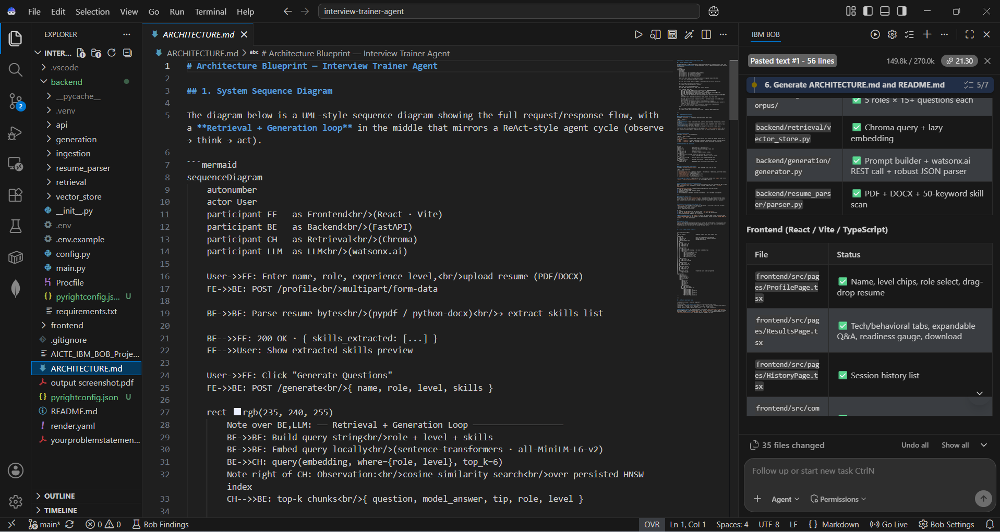 File Edit Selection View Go Run Terminal Help
interview-trainer-agent
EXPLORER
INTER...
.vscode
backend
__pycache__
.venv
api
generation
ingestion
resume_parser
retrieval
vector_store
__init__.py
.env
.env.example
config.py
main.py
Procfile
pyrightconfig.js... U
requirements.txt
frontend
.gitignore
AICTE_IBM_BOB_Proje...
ARCHITECTURE.md
output screenshot.pdf
pyrightconfig.json U
README.md
render.yaml
yourproblemstatemen...
OUTLINE
TIMELINE
2
ARCHITECTURE.md
ARCHITECTURE.md > abc # Architecture Blueprint — Interview Trainer Agent
1 # Architecture Blueprint — Interview Trainer Agent
2
3 ## 1. System Sequence Diagram
4
5 The diagram below is a UML-style sequence diagram showing the full request/response flow, with
a **Retrieval + Generation loop** in the middle that mirrors a ReAct-style agent cycle (observe
→ think → act).
6
7 ```mermaid
8 sequenceDiagram
9 autonumber
10 actor User
11 participant FE as Frontend<br/>(React · Vite)
12 participant BE as Backend<br/>(FastAPI)
13 participant CH as Retrieval<br/>(Chroma)
14 participant LLM as LLM<br/>(watsonx.ai)
15
16 User->>FE: Enter name, role, experience level,<br/>upload resume (PDF/DOCX)
17 FE->>BE: POST /profile<br/>multipart/form-data
18
19 BE->>BE: Parse resume bytes<br/>(pypdf / python-docx)<br/>→ extract skills list
20
21 BE-->>FE: 200 OK · { skills_extracted: [...] }
22 FE-->>User: Show extracted skills preview
23
24 User->>FE: Click "Generate Questions"
25 FE->>BE: POST /generate<br/>{ name, role, level, skills }
26
27 rect rgb(235, 240, 255)
28 Note over BE,LLM: —— Retrieval + Generation Loop ——————————————————
29 BE->>BE: Build query string<br/>role + level + skills
30 BE->>BE: Embed query locally<br/>(sentence-transformers · all-MiniLM-L6-v2)
31 BE->>CH: query(embedding, where={role, level}, top_k=6)
32 Note right of CH: Observation:<br/>cosine similarity search<br/>over persisted HNSW
index
33 CH-->>BE: top-k chunks<br/>{ question, model_answer, tip, role, level }
34
IBM BOB
Pasted text #1 - 56 lines 149.8k / 270.0k 21.30
6. Generate ARCHITECTURE.md and README.md 5/7
orpus/ ✅ 5 roles × 15+ questions each
backend/retrieval/v
ector_store.py ✅ Chroma query + lazy
embedding
backend/generation/
generator.py ✅ Prompt builder + watsonx.ai
REST call + robust JSON parser
backend/resume_pars
er/parser.py ✅ PDF + DOCX + 50-keyword skill
scan
Frontend (React / Vite / TypeScript)
File Status
frontend/src/pag
es/ProfilePage.t
sx ✅ Name, level chips, role select, drag-
drop resume
frontend/src/pag
es/ResultsPage.t
sx ✅ Tech/behavioral tabs, expandable
Q&A, readiness gauge, download
frontend/src/pag
es/HistoryPage.t
sx ✅ Session history list
frontend/src/com
35 files changed Undo all Show all
Follow up or start new task CtrlN
Agent Permissions
main* 0 0 Bob Findings OVR Ln 1, Col 1 Spaces: 4 UTF-8 LF { } Markdown Go Live Bob Settings